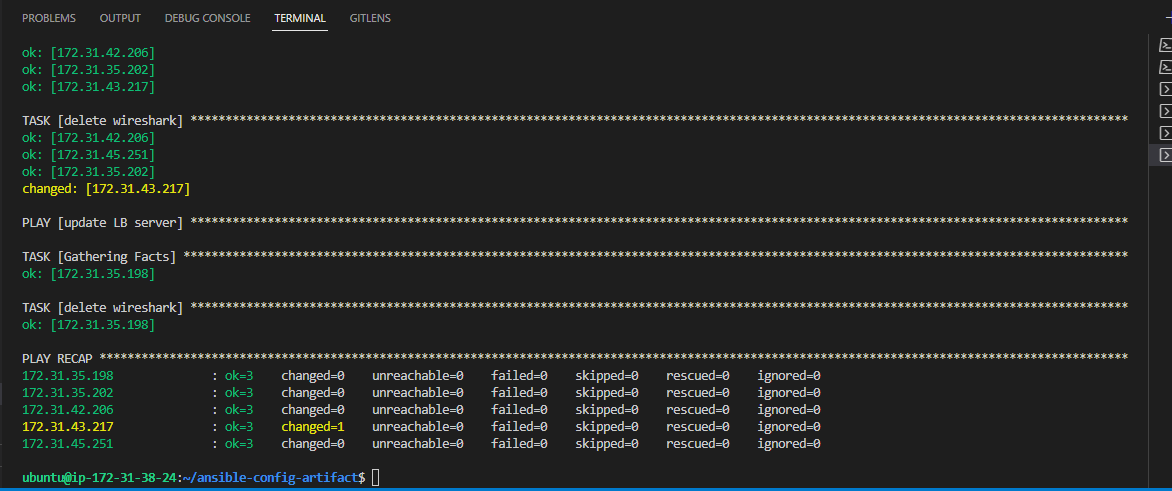 PROBLEMS OUTPUT DEBUG CONSOLE TERMINAL GITLENS
ok: [172.31.42.206]
ok: [172.31.35.202]
ok: [172.31.43.217]
TASK [delete wireshark] **************************************************************************************************************************************
ok: [172.31.42.206]
ok: [172.31.45.251]
ok: [172.31.35.202]
changed: [172.31.43.217]
PLAY [update LB server] **************************************************************************************************************************************
TASK [Gathering Facts] ***************************************************************************************************************************************
ok: [172.31.35.198]
TASK [delete wireshark] **************************************************************************************************************************************
ok: [172.31.35.198]
PLAY RECAP ***************************************************************************************************************************************************
172.31.35.198 : ok=3 changed=0 unreachable=0 failed=0 skipped=0 rescued=0 ignored=0
172.31.35.202 : ok=3 changed=0 unreachable=0 failed=0 skipped=0 rescued=0 ignored=0
172.31.42.206 : ok=3 changed=0 unreachable=0 failed=0 skipped=0 rescued=0 ignored=0
172.31.43.217 : ok=3 changed=1 unreachable=0 failed=0 skipped=0 rescued=0 ignored=0
172.31.45.251 : ok=3 changed=0 unreachable=0 failed=0 skipped=0 rescued=0 ignored=0
ubuntu@ip-172-31-38-24:~/ansible-config-artifact$